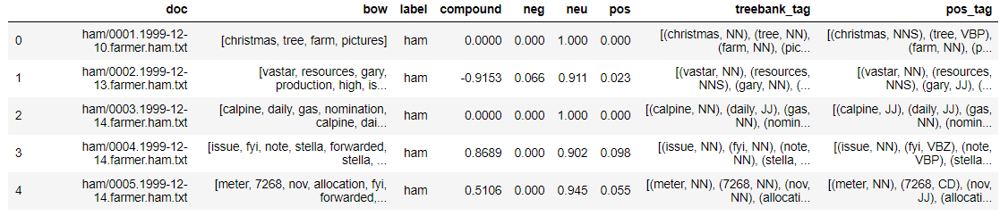 doc bow label compound neg neu pos treebank_tag pos_tag
0 ham/0001.1999-12-10.farmer.ham.txt [christmas, tree, farm, pictures] ham 0.0000 0.000 1.000 0.000 [(christmas, NN), (tree, NN), (farm, NN), (pic... [(christmas, NNS), (tree, VBP), (farm, NN), (p...
1 ham/0002.1999-12-13.farmer.ham.txt [vastar, resources, gary, production, high, is... ham -0.9153 0.066 0.911 0.023 [(vastar, NN), (resources, NNS), (gary, NN), (... [(vastar, NN), (resources, NNS), (gary, JJ), (...
2 ham/0003.1999-12-14.farmer.ham.txt [calpine, daily, gas, nomination, calpine, dai... ham 0.0000 0.000 1.000 0.000 [(calpine, NN), (daily, JJ), (gas, NN), (nomin... [(calpine, JJ), (daily, JJ), (gas, NN), (nomin...
3 ham/0004.1999-12-14.farmer.ham.txt [issue, fyi, note, stella, forwarded, stella, ... ham 0.8689 0.000 0.902 0.098 [(issue, NN), (fyi, NN), (note, NN), (stella, ... [(issue, NN), (fyi, VBZ), (note, VBP), (stella...
4 ham/0005.1999-12-14.farmer.ham.txt [meter, 7268, nov, allocation, fyi, forwarded,... ham 0.5106 0.000 0.945 0.055 [(meter, NN), (7268, NN), (nov, NN), (allocati... [(meter, NN), (7268, CD), (nov, JJ), (allocati...